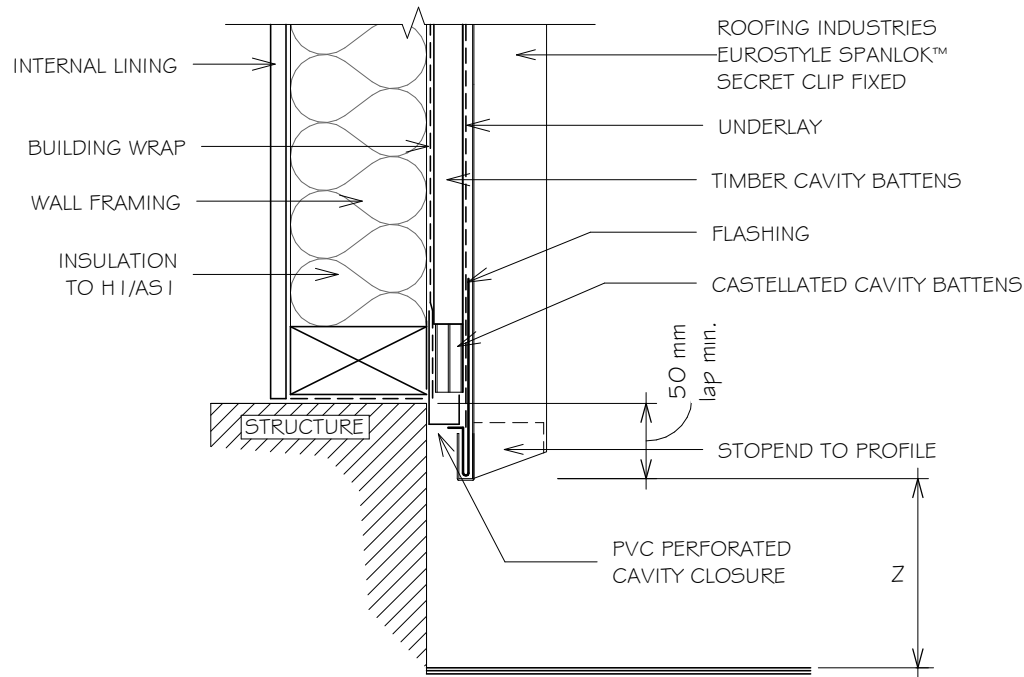 ROOFING INDUSTRIES
EUROSTYLE SPANLOK™
SECRET CLIP FIXED
INTERNAL LINING
UNDERLAY
BUILDING WRAP
TIMBER CAVITY BATTENS
WALL FRAMING
FLASHING
INSULATION
TO H1/AS1
CASTELLATED CAVITY BATTENS
50 mm
lap min.
STRUCTURE
STOPEND TO PROFILE
PVC PERFORATED
CAVITY CLOSURE
Z